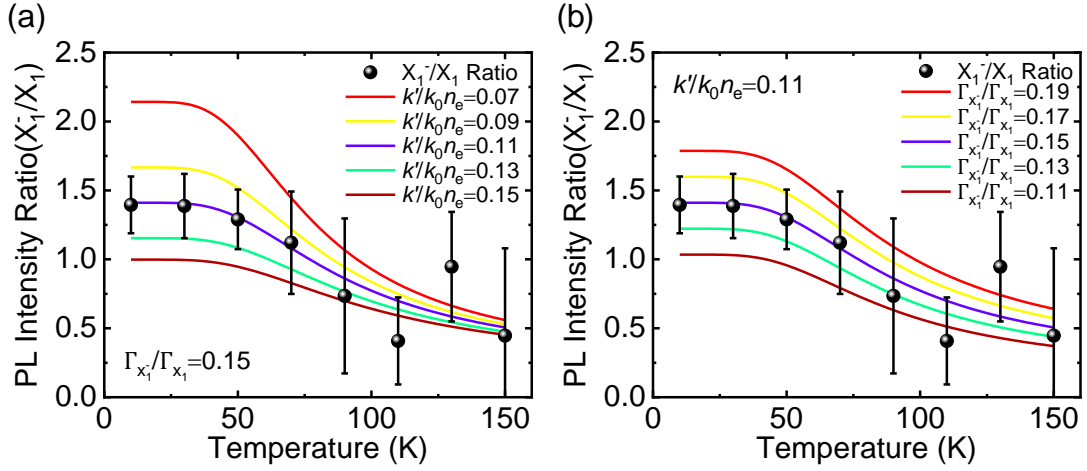 (a)
PL Intensity Ratio(X₁⁻/X₁)
2.5
2.0
1.5
1.0
0.5
0.0
X₁⁻/X₁ Ratio
k′/k₀nₑ=0.07
k′/k₀nₑ=0.09
k′/k₀nₑ=0.11
k′/k₀nₑ=0.13
k′/k₀nₑ=0.15
Γx₁⁻/Γx₁=0.15
0 50 100 150
Temperature (K)
(b)
PL Intensity Ratio(X₁⁻/X₁)
2.5
2.0
1.5
1.0
0.5
0.0
k′/k₀nₑ=0.11
X₁⁻/X₁ Ratio
Γx₁⁻/Γx₁=0.19
Γx₁⁻/Γx₁=0.17
Γx₁⁻/Γx₁=0.15
Γx₁⁻/Γx₁=0.13
Γx₁⁻/Γx₁=0.11
0 50 100 150
Temperature (K)